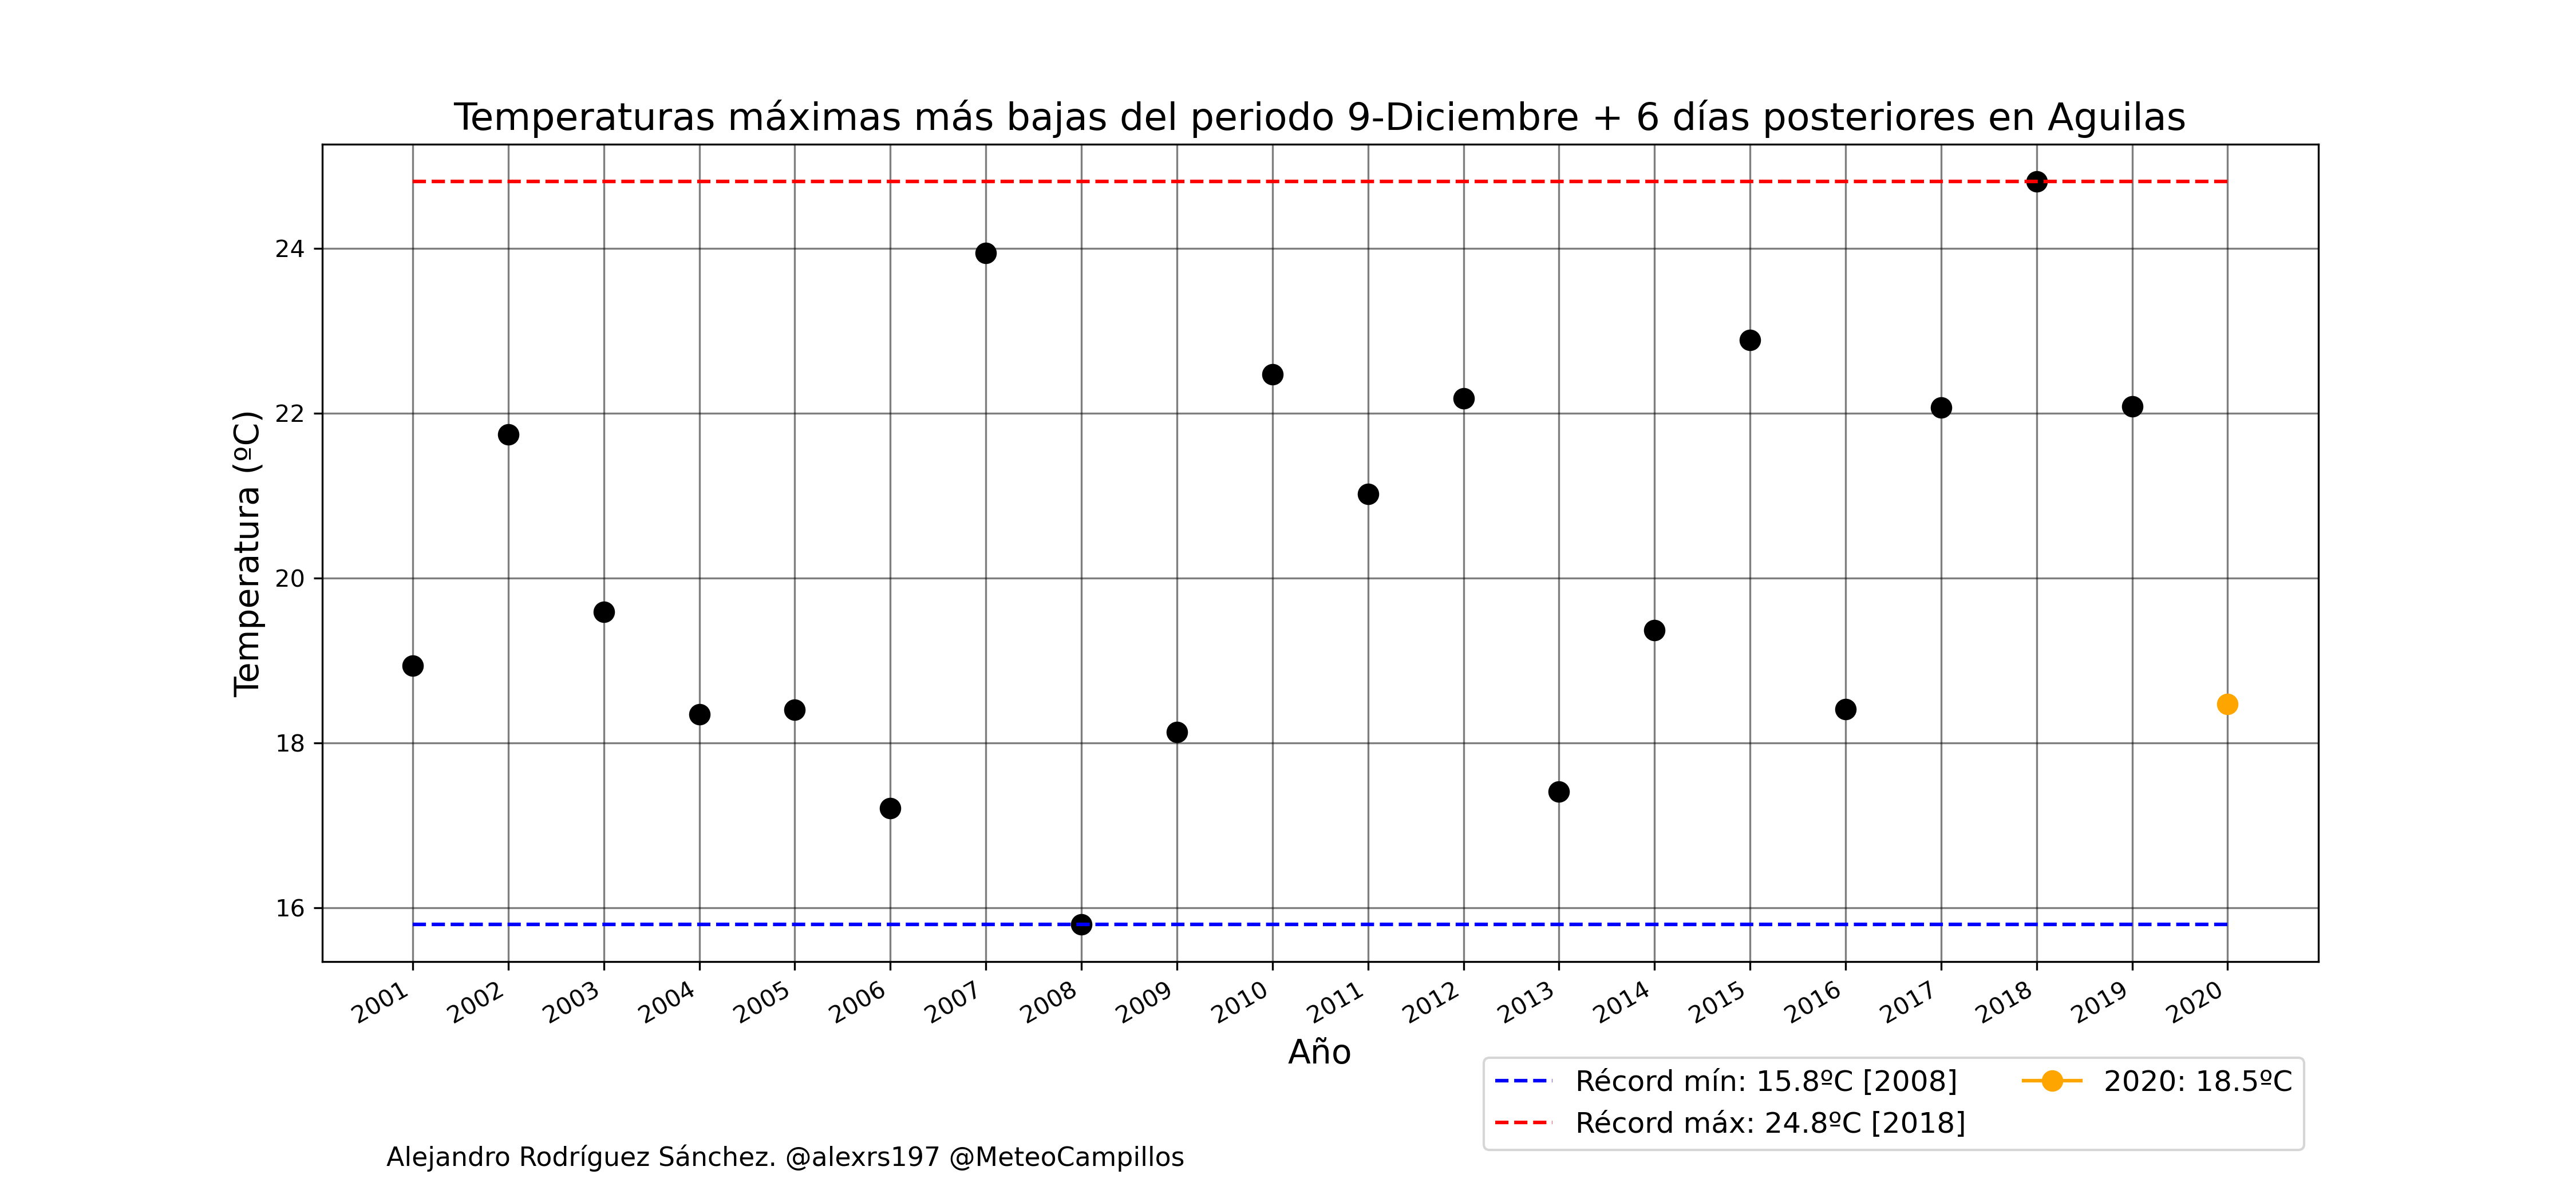 Temperaturas máximas más bajas del periodo 9-Diciembre + 6 días posteriores en Aguilas
Temperatura (ºC)
24
22
20
18
16
2001 2002 2003 2004 2005 2006 2007 2008 2009 2010 2011 2012 2013 2014 2015 2016 2017 2018 2019 2020
Año
Récord mín: 15.8ºC [2008]
Récord máx: 24.8ºC [2018]
2020: 18.5ºC
Alejandro Rodríguez Sánchez. @alexrs197 @MeteoCampillos